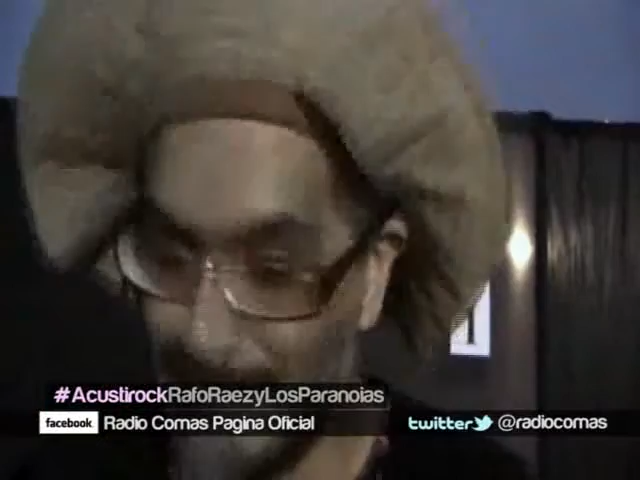 #AcustirockRafoRaezyLosParanoias
facebook Radio Comas Pagina Oficial
twitter @radiocomas